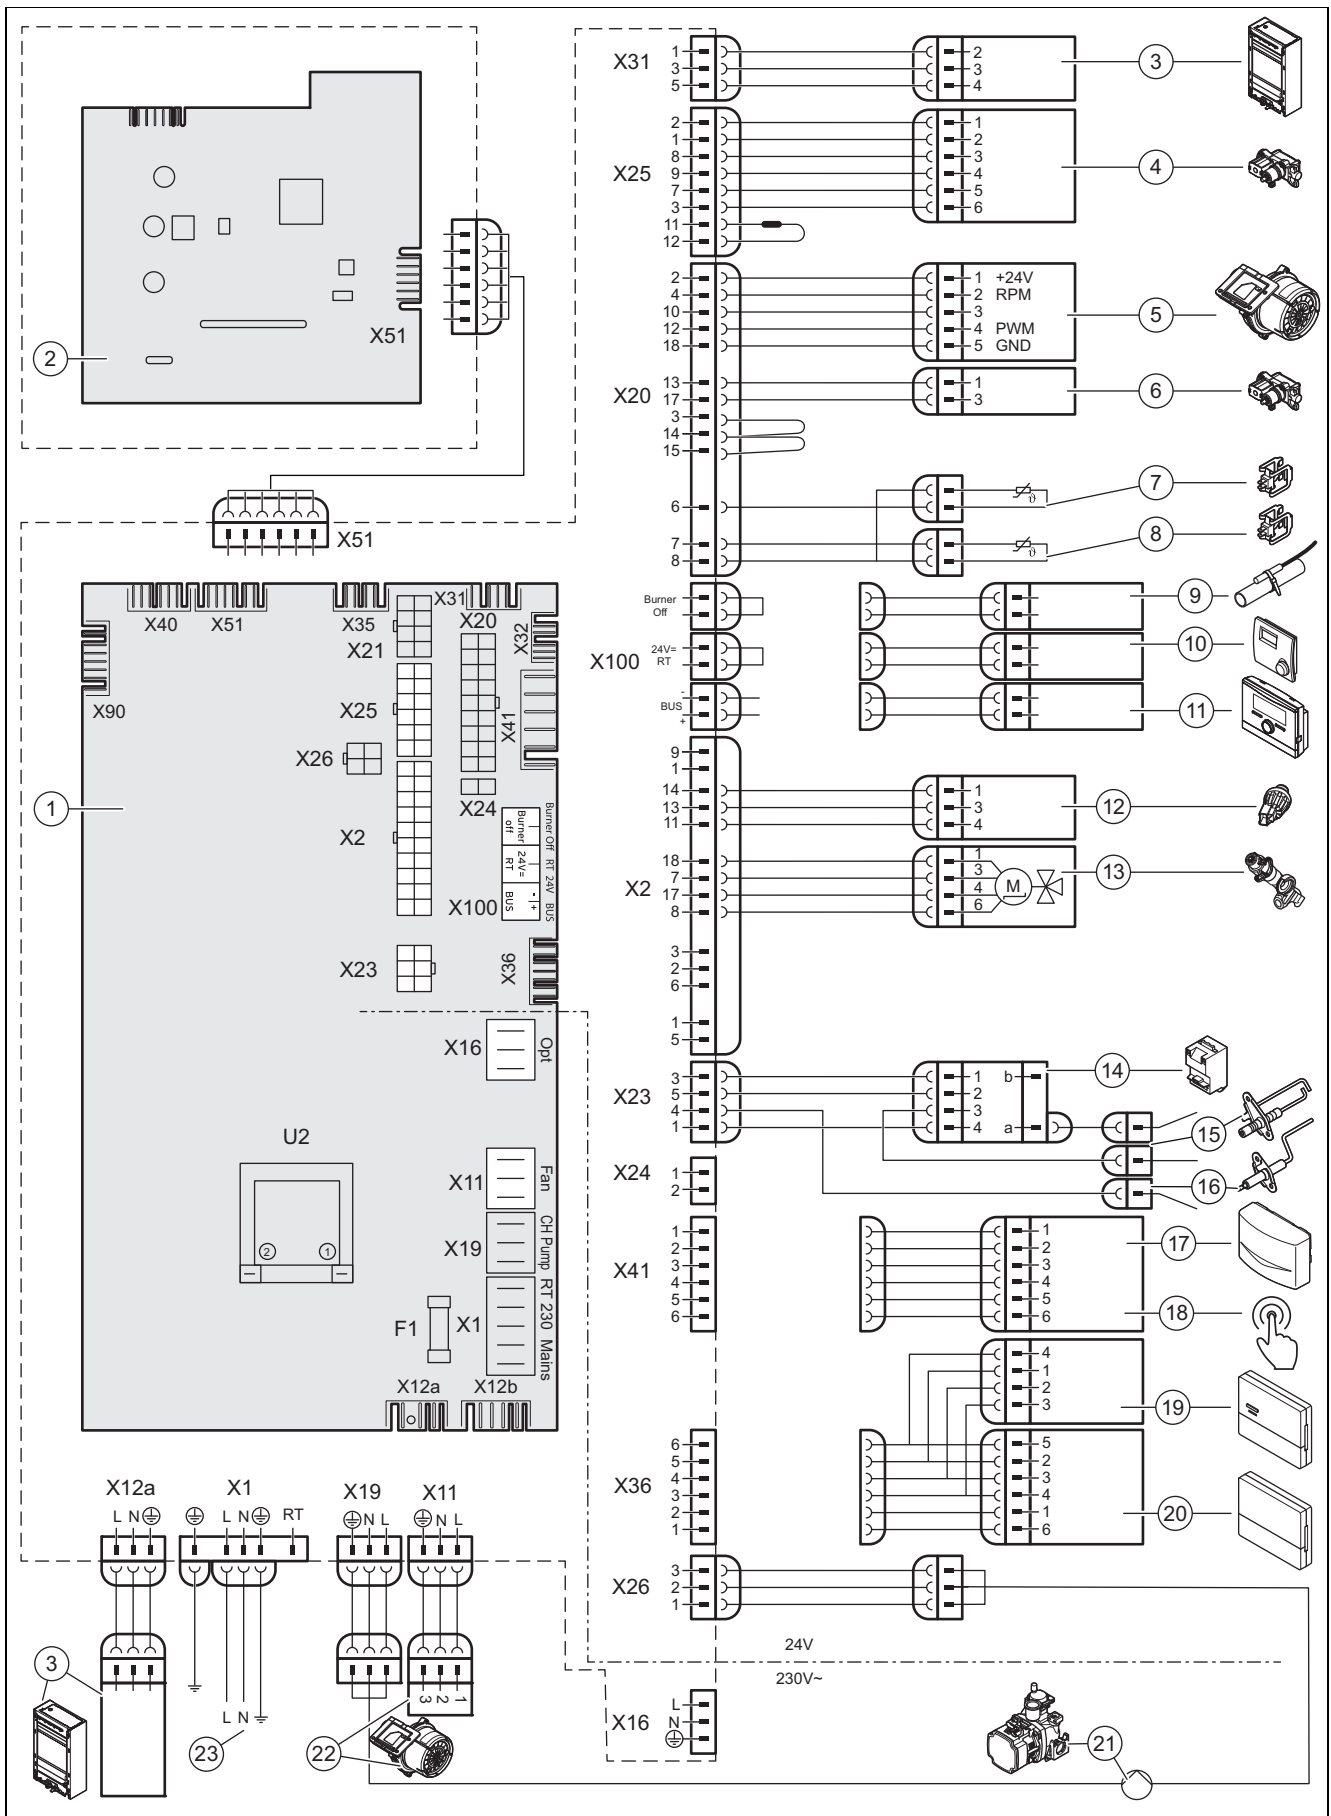 X31
1 2
3 3
5 4
3
X25
2 1
1 2
8 3
9 4
7 5
3 6
11
12
4
X51
2
X20
2 1 +24V
4 2 RPM
10 3
12 4 PWM
18 5 GND
5
13 1
17 3
6
3
14
15
6
7
8
ϑ
7
ϑ
8
X51
X40
X51
X35
X31
X20
X32
X21
X90
X25
X41
X26
X24
X2
Burner off
24V= RT
- + BUS
Burner Off RT 24V BUS
X100
X23
X36
1
X16
Opt
U2
2 1
X11
Fan
X19
CH Pump
X1
RT 230 Mains
F1
X12a
X12b
Burner Off
9
X100
24V= RT
10
-
BUS
+
11
X2
9
1
14 1
13 3
11 4
12
18 1
7 3
17 4
8 6
M
13
3
2
6
1
5
X23
3 1 b
5 2
4 3
1 4 a
14
15
16
X24
1
2
X41
1 1
2 2
3 3
4 4
5 5
6 6
17
18
4
1
2
3
19
X36
6 5
5 2
4 3
3 4
2 1
1 6
20
X26
3
2
1
24V
230V~
X16
L
N
21
X12a
L N
X1
L N
RT
X19
N L
X11
N L
3
L N
23
3 2 1
22